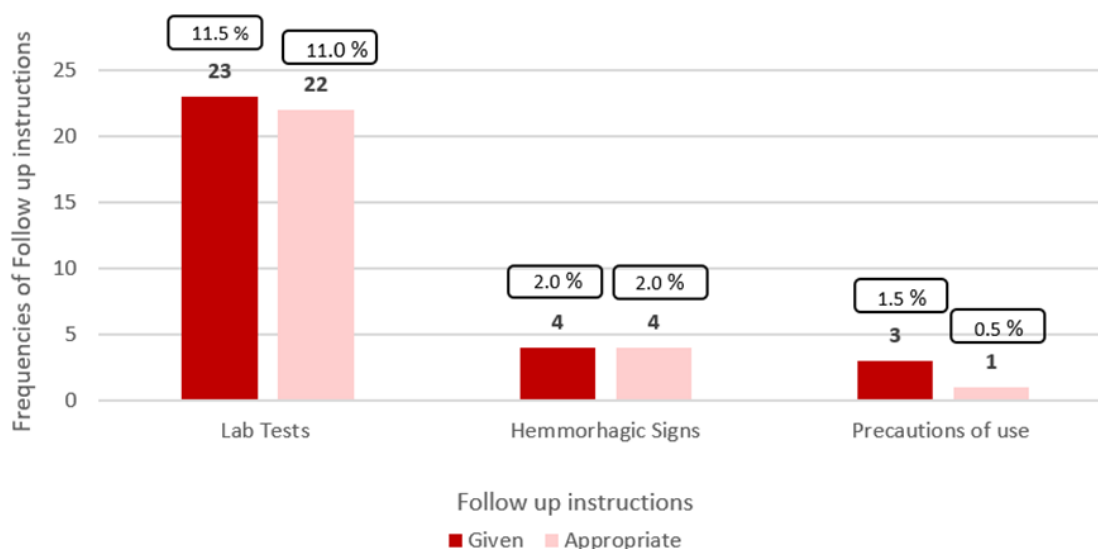 Frequencies of Follow up instructions
25
20
15
10
5
0
11.5 %
11.0 %
23
22
2.0 %
2.0 %
4
4
1.5 %
0.5 %
3
1
Lab Tests
Hemmorhagic Signs
Precautions of use
Follow up instructions
Given
Appropriate